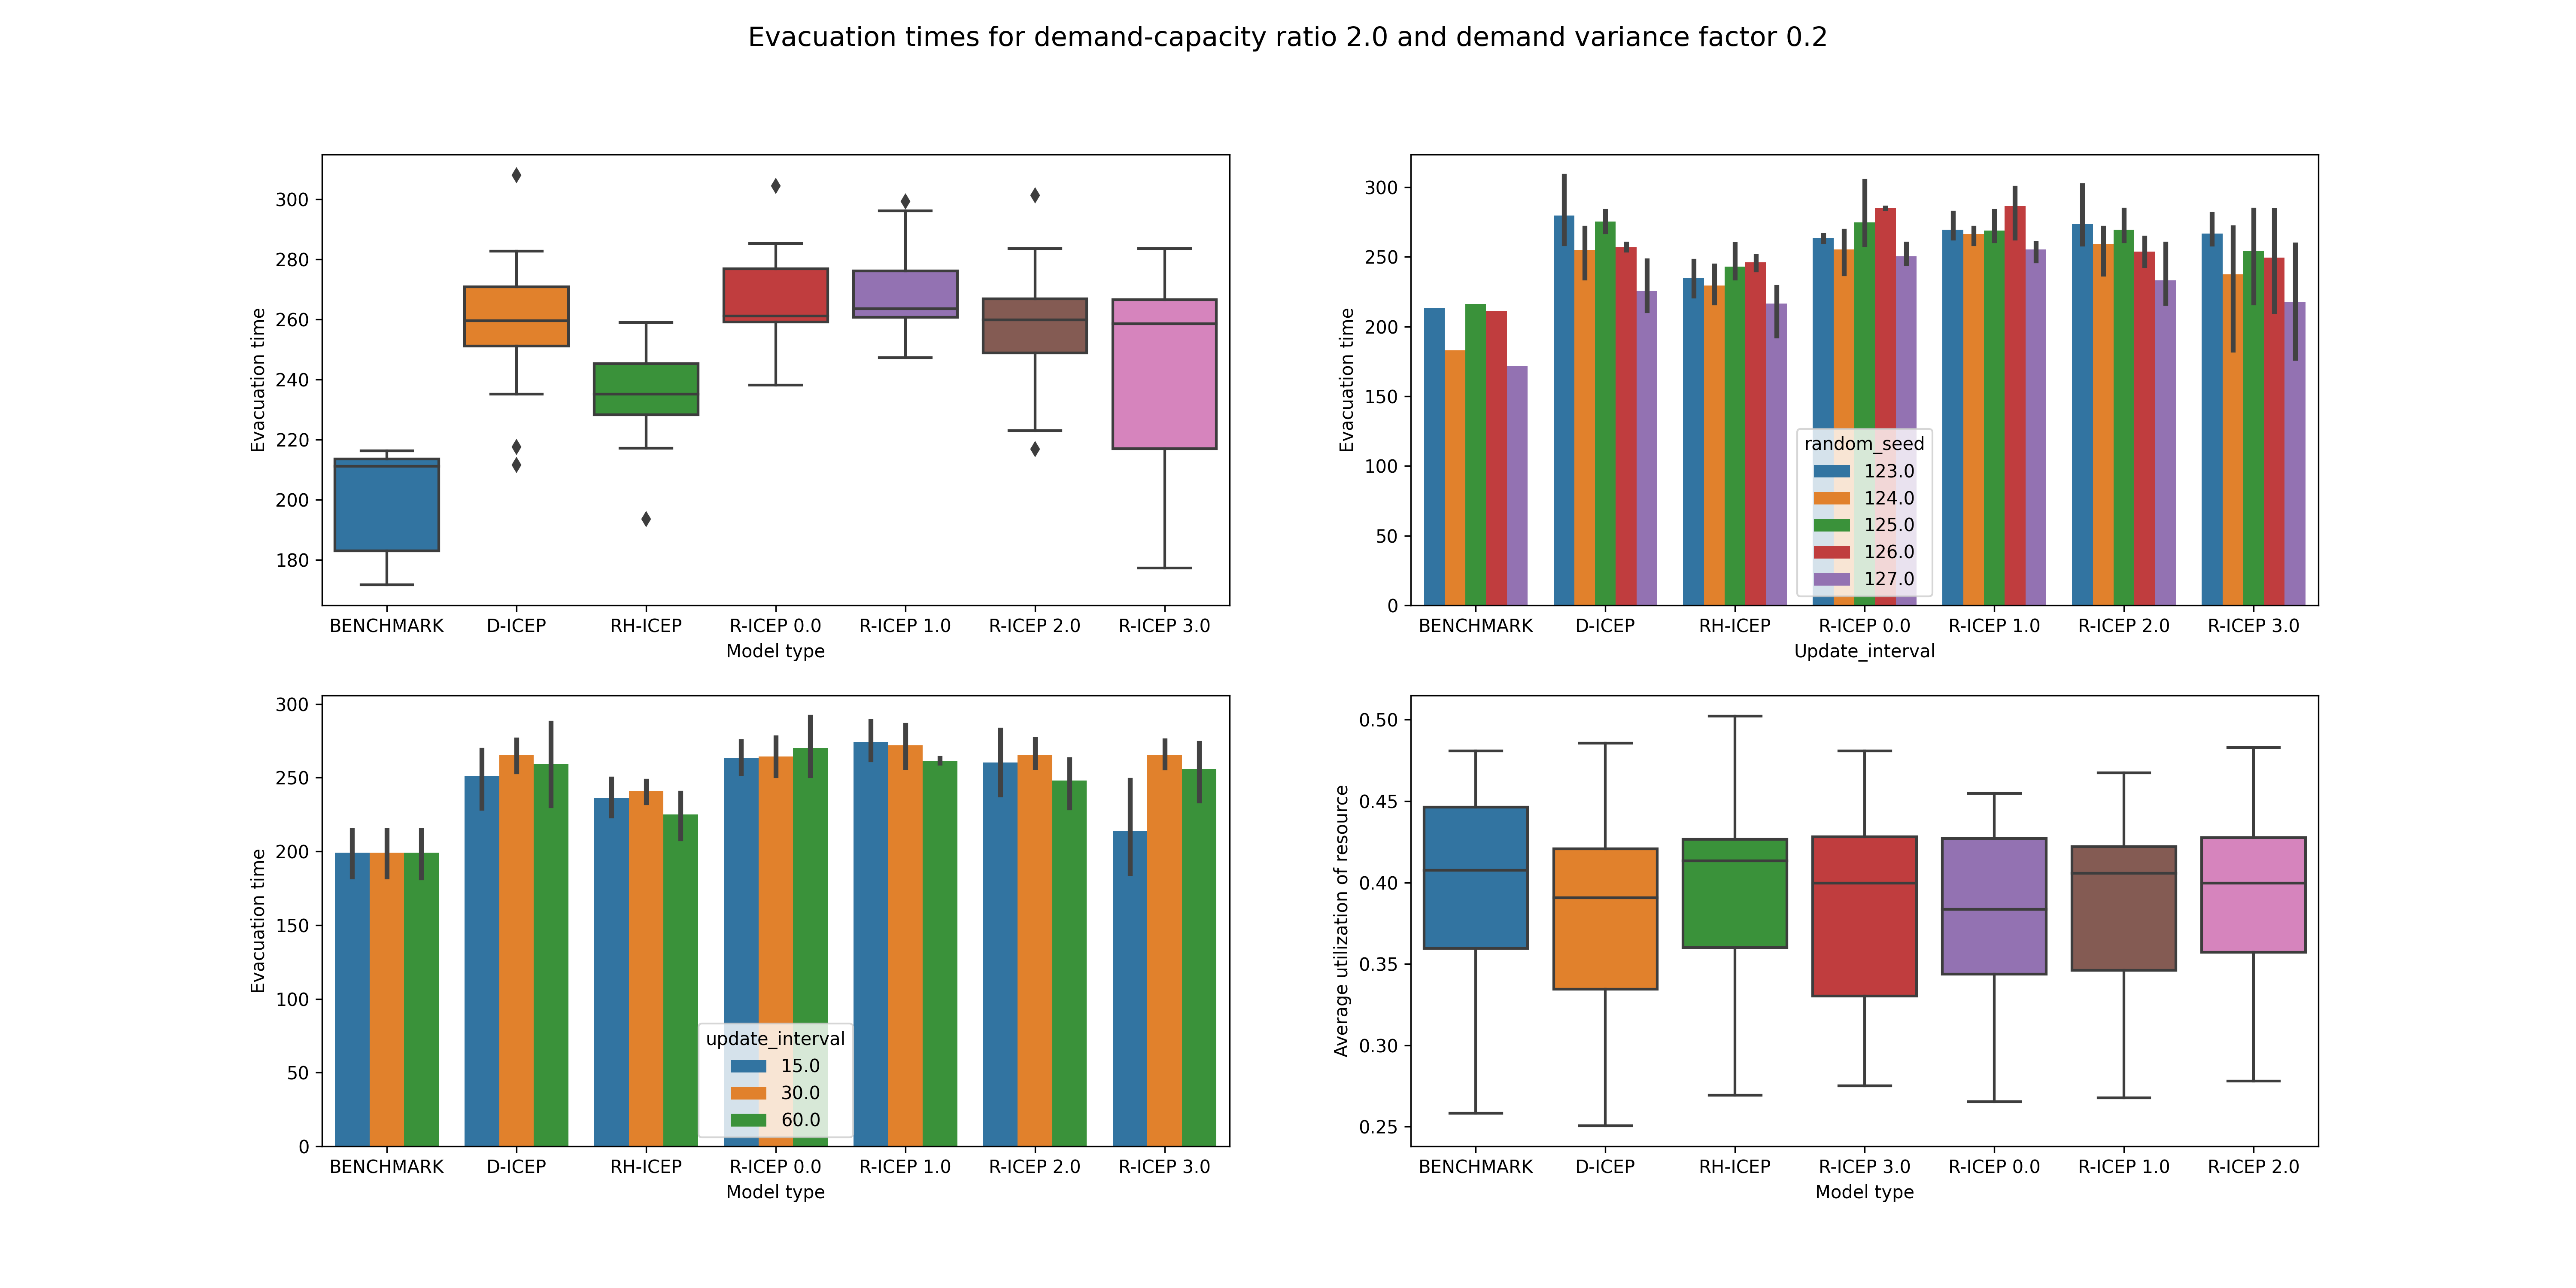 Evacuation times for demand-capacity ratio 2.0 and demand variance factor 0.2
300
280
260
240
220
200
180
Evacuation time
BENCHMARK D-ICEP RH-ICEP R-ICEP 0.0 R-ICEP 1.0 R-ICEP 2.0 R-ICEP 3.0
Model type
300
250
200
150
100
50
0
Evacuation time
random_seed
123.0
124.0
125.0
126.0
127.0
BENCHMARK D-ICEP RH-ICEP R-ICEP 0.0 R-ICEP 1.0 R-ICEP 2.0 R-ICEP 3.0
Update_interval
300
250
200
150
100
50
0
Evacuation time
update_interval
15.0
30.0
60.0
BENCHMARK D-ICEP RH-ICEP R-ICEP 0.0 R-ICEP 1.0 R-ICEP 2.0 R-ICEP 3.0
Model type
0.50
0.45
0.40
0.35
0.30
0.25
Average utilization of resource
BENCHMARK D-ICEP RH-ICEP R-ICEP 3.0 R-ICEP 0.0 R-ICEP 1.0 R-ICEP 2.0
Model type